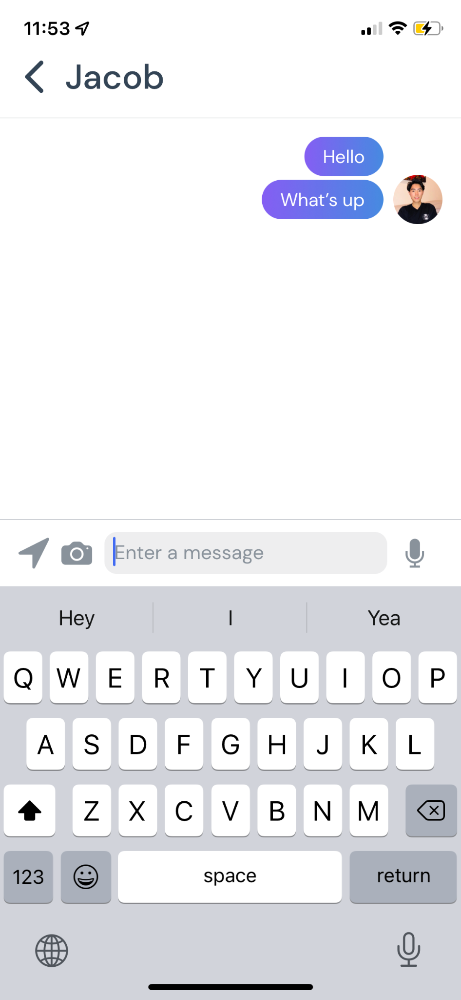 11:53
Jacob
Hello
What's up
Enter a message
Hey I Yea
Q W E R T Y U I O P
A S D F G H J K L
Z X C V B N M
123 space return